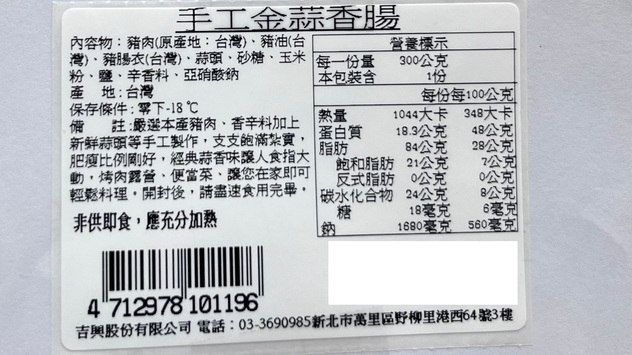 手工金蒜香腸
內容物：豬肉(原產地：台灣)、豬油(台
灣)、豬腸衣(台灣)、蒜頭、砂糖、玉米
粉、鹽、辛香料、亞硝酸鈉
產　地:台灣
保存條件:零下-18℃
備　註:嚴選本產豬肉、香辛料加上
新鮮蒜頭等手工製作，支支飽滿紮實，
肥瘦比例剛好，經典蒜香味讓人食指大
動，烤肉露營、便當菜、讓您在家即可
輕鬆料理。開封後，請盡速食用完畢，
非供即食，應充分加熱
營養標示
每一份量 300公克
本包裝含 1份
每份每100公克
熱量 1044大卡 348大卡
蛋白質 18.3公克 48公克
脂肪 84公克 28公克
飽和脂肪 21公克 7公克
反式脂肪 0公克 0公克
碳水化合物 24公克 8公克
糖 18毫克 6毫克
鈉 1680毫克 560毫克
4 712978 101196
吉興股份有限公司 電話：03-3690985新北市萬里區野柳里港西64號3樓